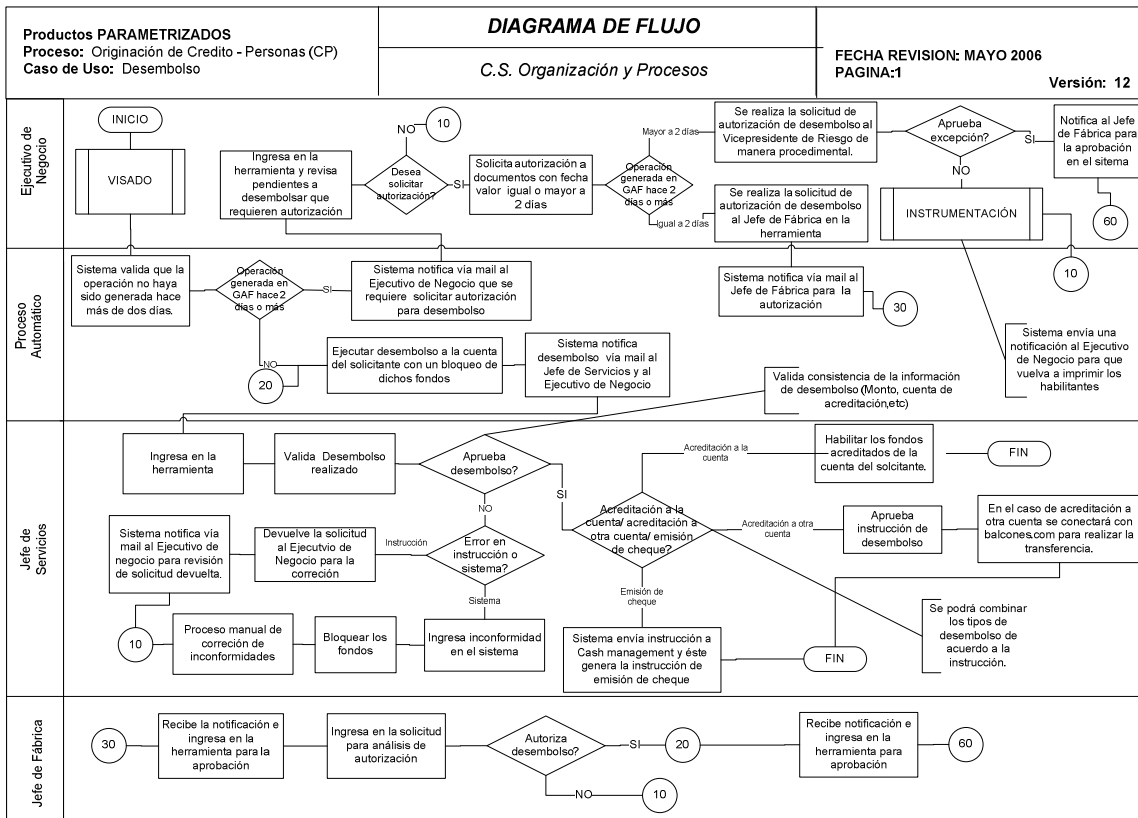 Productos PARAMETRIZADOS
Proceso: Originación de Credito - Personas (CP)
Caso de Uso: Desembolso
DIAGRAMA DE FLUJO
C.S. Organización y Procesos
FECHA REVISION: MAYO 2006
PAGINA:1
Versión: 12
Ejecutivo de
Negocio
INICIO
VISADO
Ingresa en la
herramienta y revisa
pendientes a
desembolsar que
requieren autorización
Desea
solicitar
autorización?
NO
10
SI
Solicita autorización a
documentos con fecha
valor igual o mayor a
2 días
Operación
generada en
GAF hace 2
días o más
Mayor a 2 días
Se realiza la solicitud de
autorización de desembolso al
Vicepresidente de Riesgo de
manera procedimental.
Igual a 2 días
Se realiza la solicitud de
autorización de desembolso
al Jefe de Fábrica en la
herramienta
Aprueba
excepción?
SI
NO
Notifica al Jefe
de Fábrica para
la aprobación
en el sitema
60
INSTRUMENTACIÓN
10
Proceso
Automático
Sistema valida que la
operación no haya
sido generada hace
más de dos días.
Operación
generada en
GAF hace 2
días o más
SI
Sistema notifica vía mail al
Ejecutivo de Negocio que se
requiere solicitar autorización
para desembolso
Sistema notifica vía mail al
Jefe de Fábrica para la
autorización
30
NO
20
Ejecutar desembolso a la cuenta
del solicitante con un bloqueo de
dichos fondos
Sistema notifica
desembolso vía mail al
Jefe de Servicios y al
Ejecutivo de Negocio
Valida consistencia de la información
de desembolso (Monto, cuenta de
acreditación,etc)
Sistema envía una
notificación al Ejecutivo
de Negocio para que
vuelva a imprimir los
habilitantes
Jefe de
Servicios
Ingresa en la
herramienta
Valida Desembolso
realizado
Aprueba
desembolso?
SI
NO
Acreditación a la
cuenta/ acreditación a
otra cuenta/ emisión
de cheque?
Acreditación a la
cuenta
Habilitar los fondos
acreditados de la
cuenta del solcitante.
FIN
Acreditación a otra
cuenta
Aprueba
instrucción de
desembolso
En el caso de acreditación a
otra cuenta se conectará con
balcones.com para realizar la
transferencia.
Sistema notifica vía
mail al Ejecutivo de
negocio para revisión
de solicitud devuelta.
Devuelve la solicitud
al Ejecutvio de
Negocio para la
correción
Instrucción
Error en
instrucción o
sistema?
Sistema
Emisión de
cheque
10
Proceso manual de
correción de
inconformidades
Bloquear los
fondos
Ingresa inconformidad
en el sistema
Sistema envía instrucción a
Cash management y éste
genera la instrucción de
emisión de cheque
FIN
Se podrá combinar
los tipos de
desembolso de
acuerdo a la
instrucción.
Jefe de Fábrica
30
Recibe la notificación e
ingresa en la
herramienta para la
aprobación
Ingresa en la solicitud
para análisis de
autorización
Autoriza
desembolso?
SI
20
Recibe notificación e
ingresa en la
herramienta para
aprobación
60
NO
10